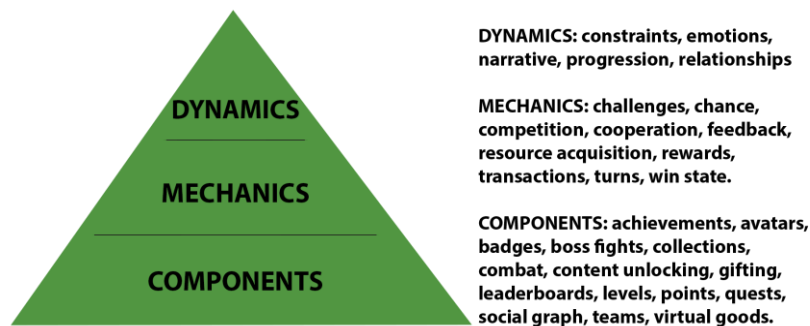 DYNAMICS
MECHANICS
COMPONENTS
DYNAMICS: constraints, emotions,
narrative, progression, relationships
MECHANICS: challenges, chance,
competition, cooperation, feedback,
resource acquisition, rewards,
transactions, turns, win state.
COMPONENTS: achievements, avatars,
badges, boss fights, collections,
combat, content unlocking, gifting,
leaderboards, levels, points, quests,
social graph, teams, virtual goods.